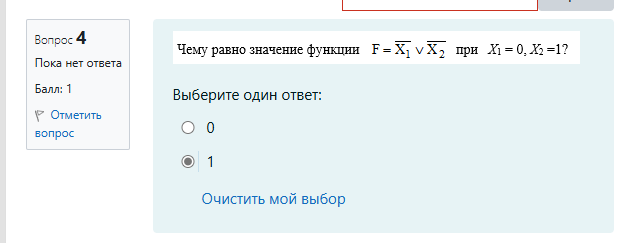 Вопрос 4
Пока нет ответа
Балл: 1
Отметить
вопрос
Чему равно значение функции F = X̅₁ ∨ X̅₂ при X₁ = 0, X₂ =1?
Выберите один ответ:
0
1
Очистить мой выбор